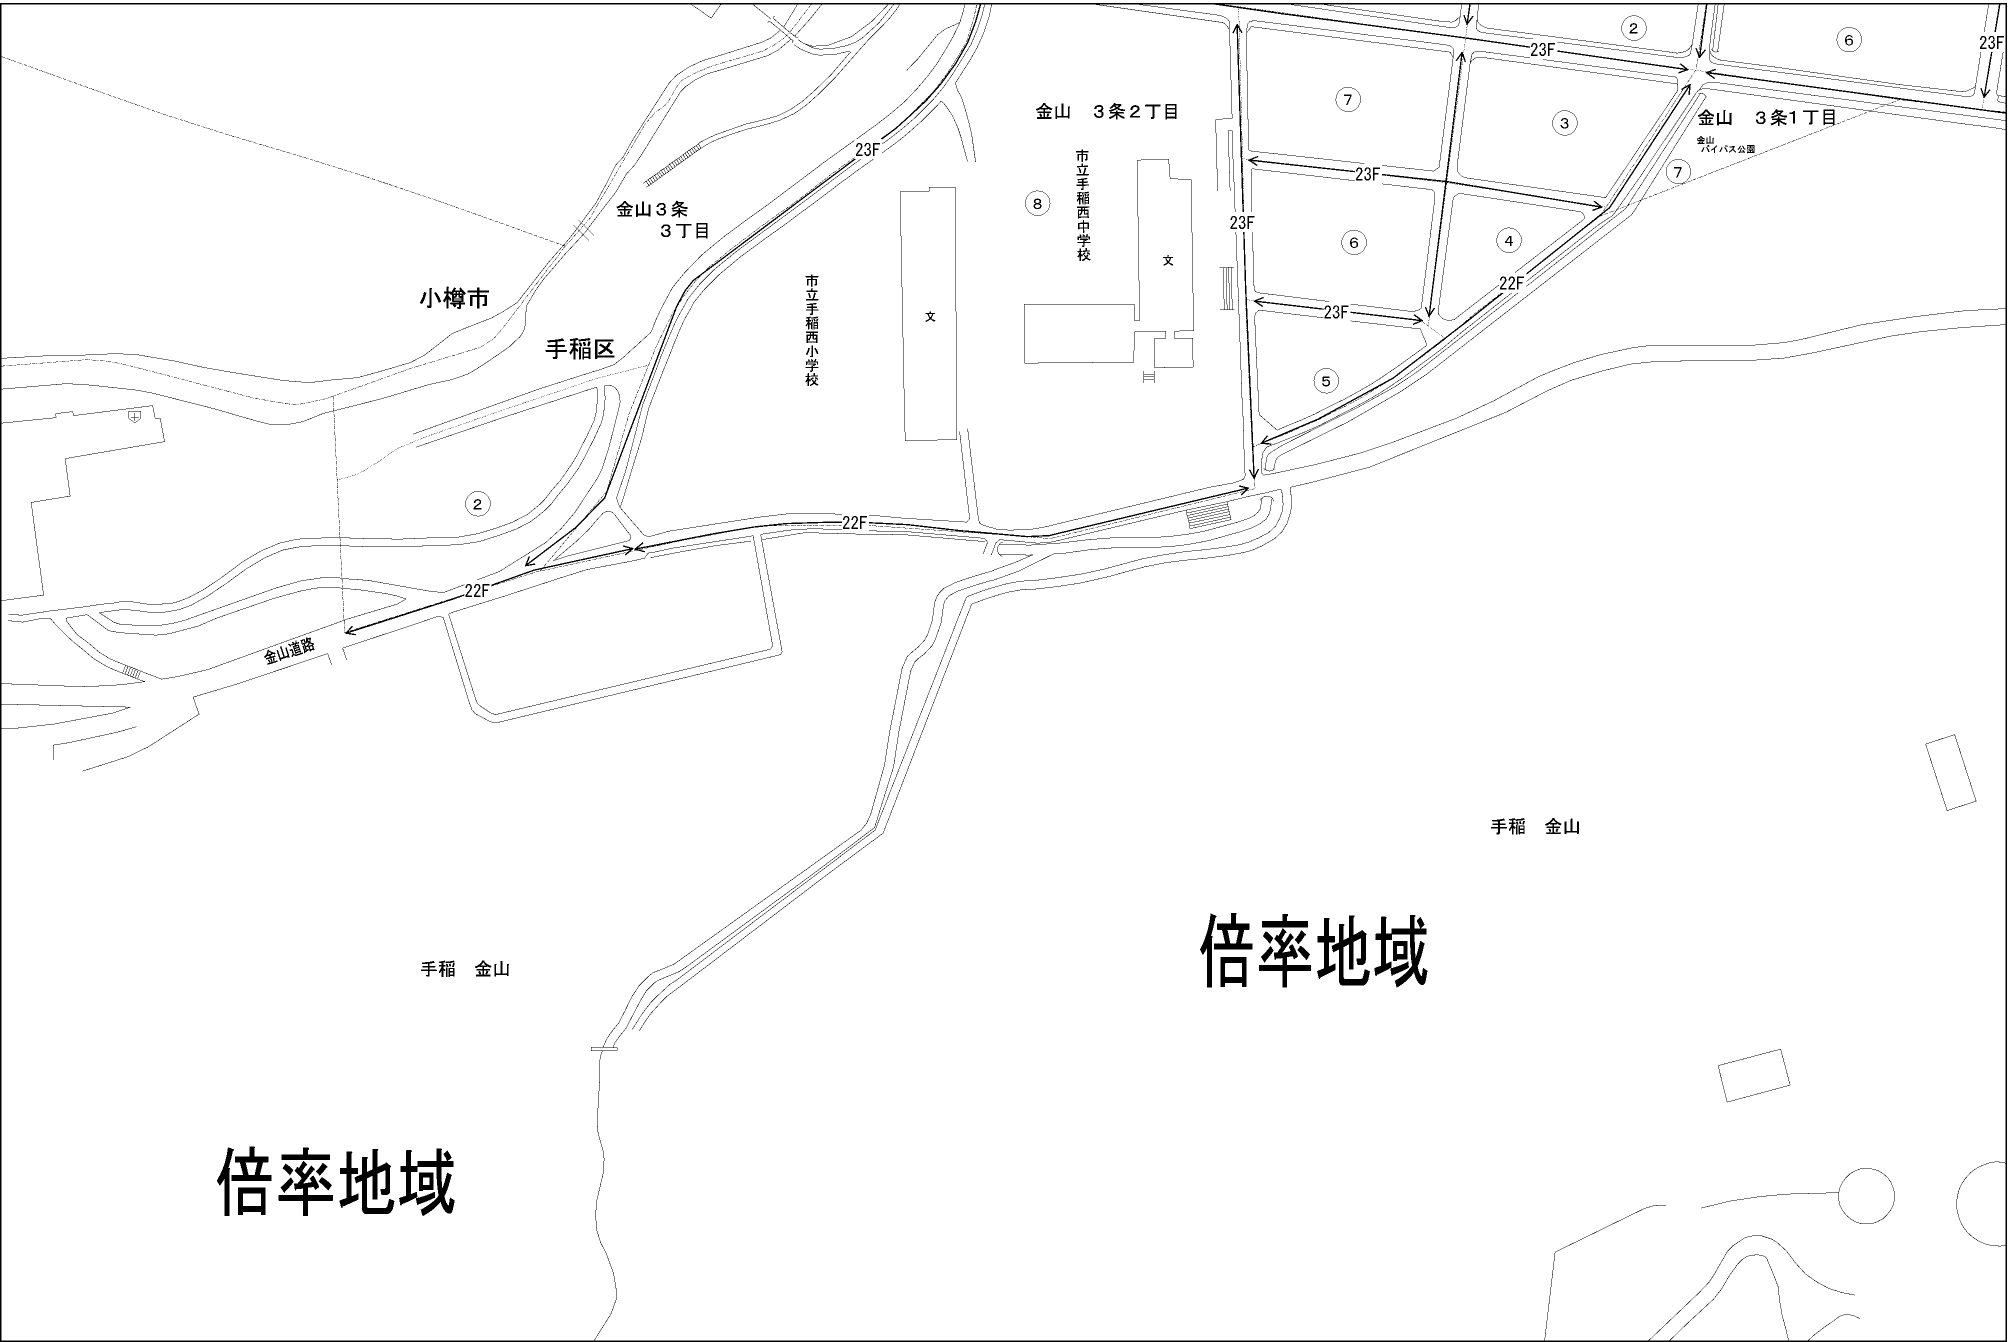 ②
⑥
23F
23F
⑦
金山　３条２丁目
③
金山　３条１丁目
金山
バイパス公園
23F
市立手稲西中学校
23F
⑦
⑧
金山３条
３丁目
23F
⑥
④
文
市立手稲西小学校
22F
小樽市
23F
文
手稲区
⑤
②
22F
22F
金山道路
手稲　金山
倍率地域
手稲　金山
倍率地域